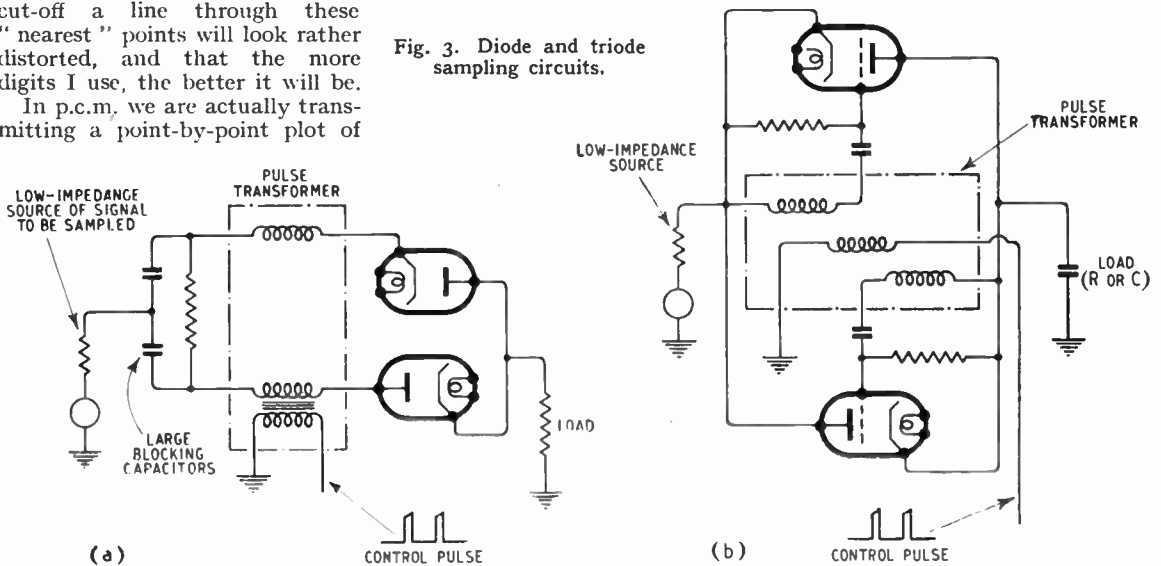 cut-off a line through these
“ nearest ” points will look rather
distorted, and that the more
digits I use, the better it will be.
In p.c.m. we are actually trans-
mitting a point-by-point plot of
Fig. 3. Diode and triode
sampling circuits.
LOW-IMPEDANCE
SOURCE OF SIGNAL
TO BE SAMPLED
PULSE
TRANSFORMER
LARGE
BLOCKING
CAPACITORS
LOAD
CONTROL PULSE
(a)
LOW-IMPEDANCE
SOURCE
PULSE
TRANSFORMER
LOAD
(R OR C)
CONTROL PULSE
(b)